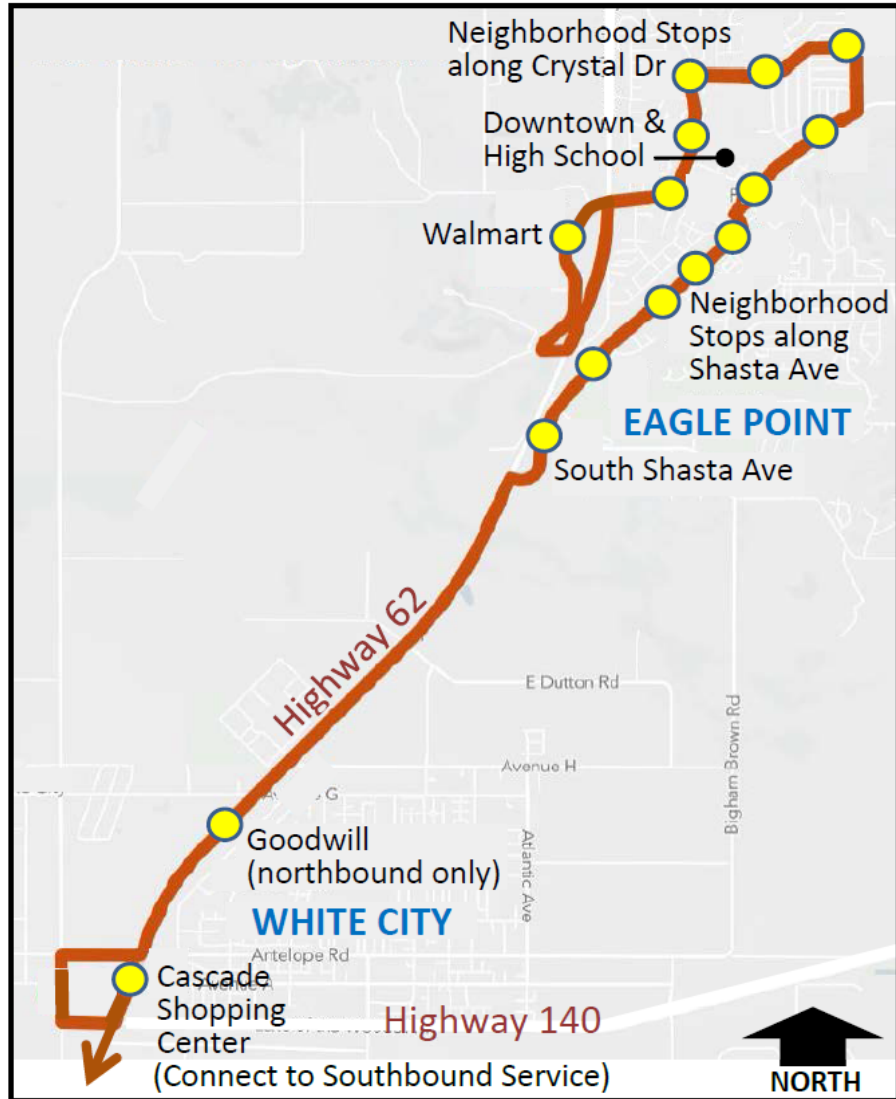 Neighborhood Stops
along Crystal Dr
Downtown &
High School
Walmart
Neighborhood
Stops along
Shasta Ave
EAGLE POINT
South Shasta Ave
Highway 62
E Dutton Rd
Avenue H
Bigham Brown Rd
G
Goodwill
(northbound only)
Atlantic Ave
WHITE CITY
Antelope Rd
Cascade
Shopping
Center
(Connect to Southbound Service)
Avenue A
Highway 140
NORTH